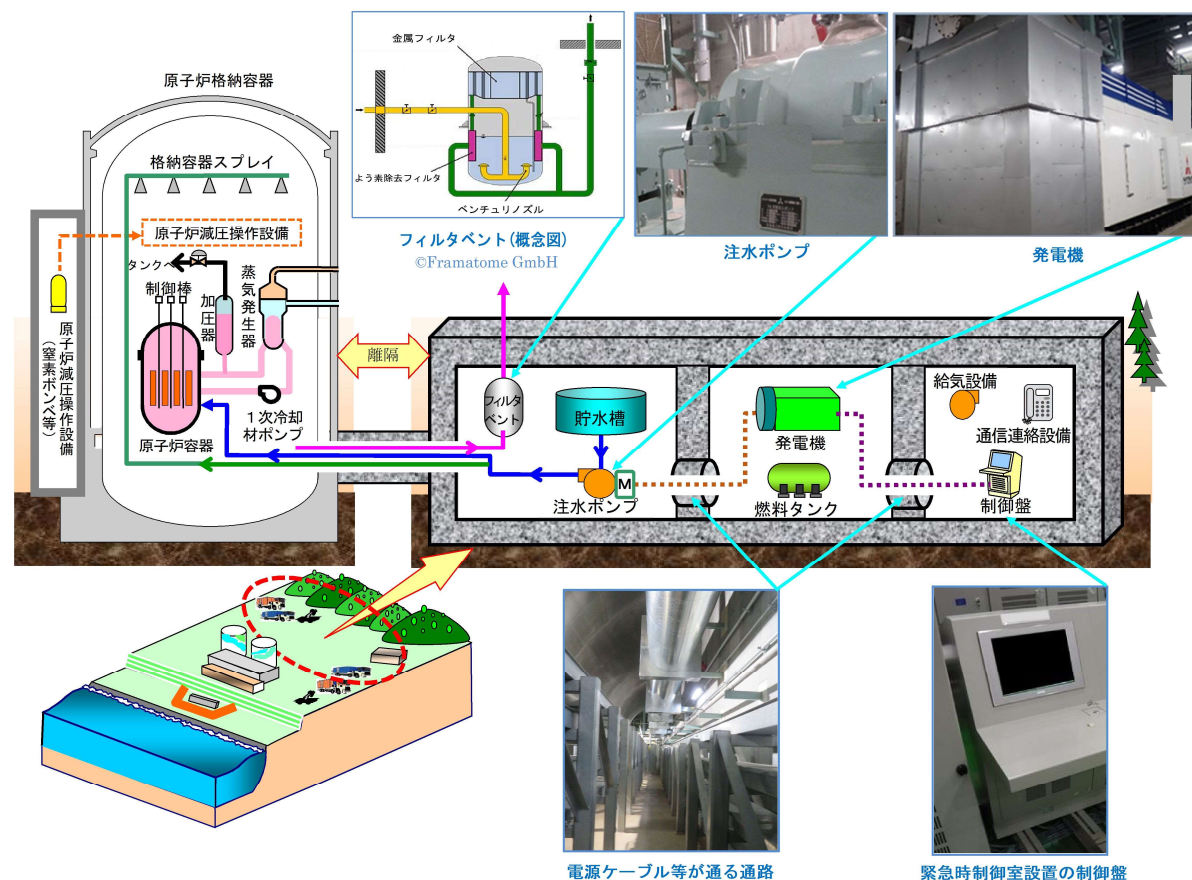 原子炉格納容器
格納容器スプレイ
原子炉減圧操作設備
タンクへ
制御棒
加圧器
蒸気発生器
原子炉減圧操作設備
(窒素ボンベ等)
1次冷却
材ポンプ
原子炉容器
金属フィルタ
よう素除去フィルタ
ベンチュリノズル
フィルタベント(概念図)
©Framatome GmbH
注水ポンプ
発電機
離隔
フィルタ
ベント
貯水槽
M
注水ポンプ
発電機
燃料タンク
給気設備
通信連絡設備
制御盤
電源ケーブル等が通る通路
緊急時制御室設置の制御盤